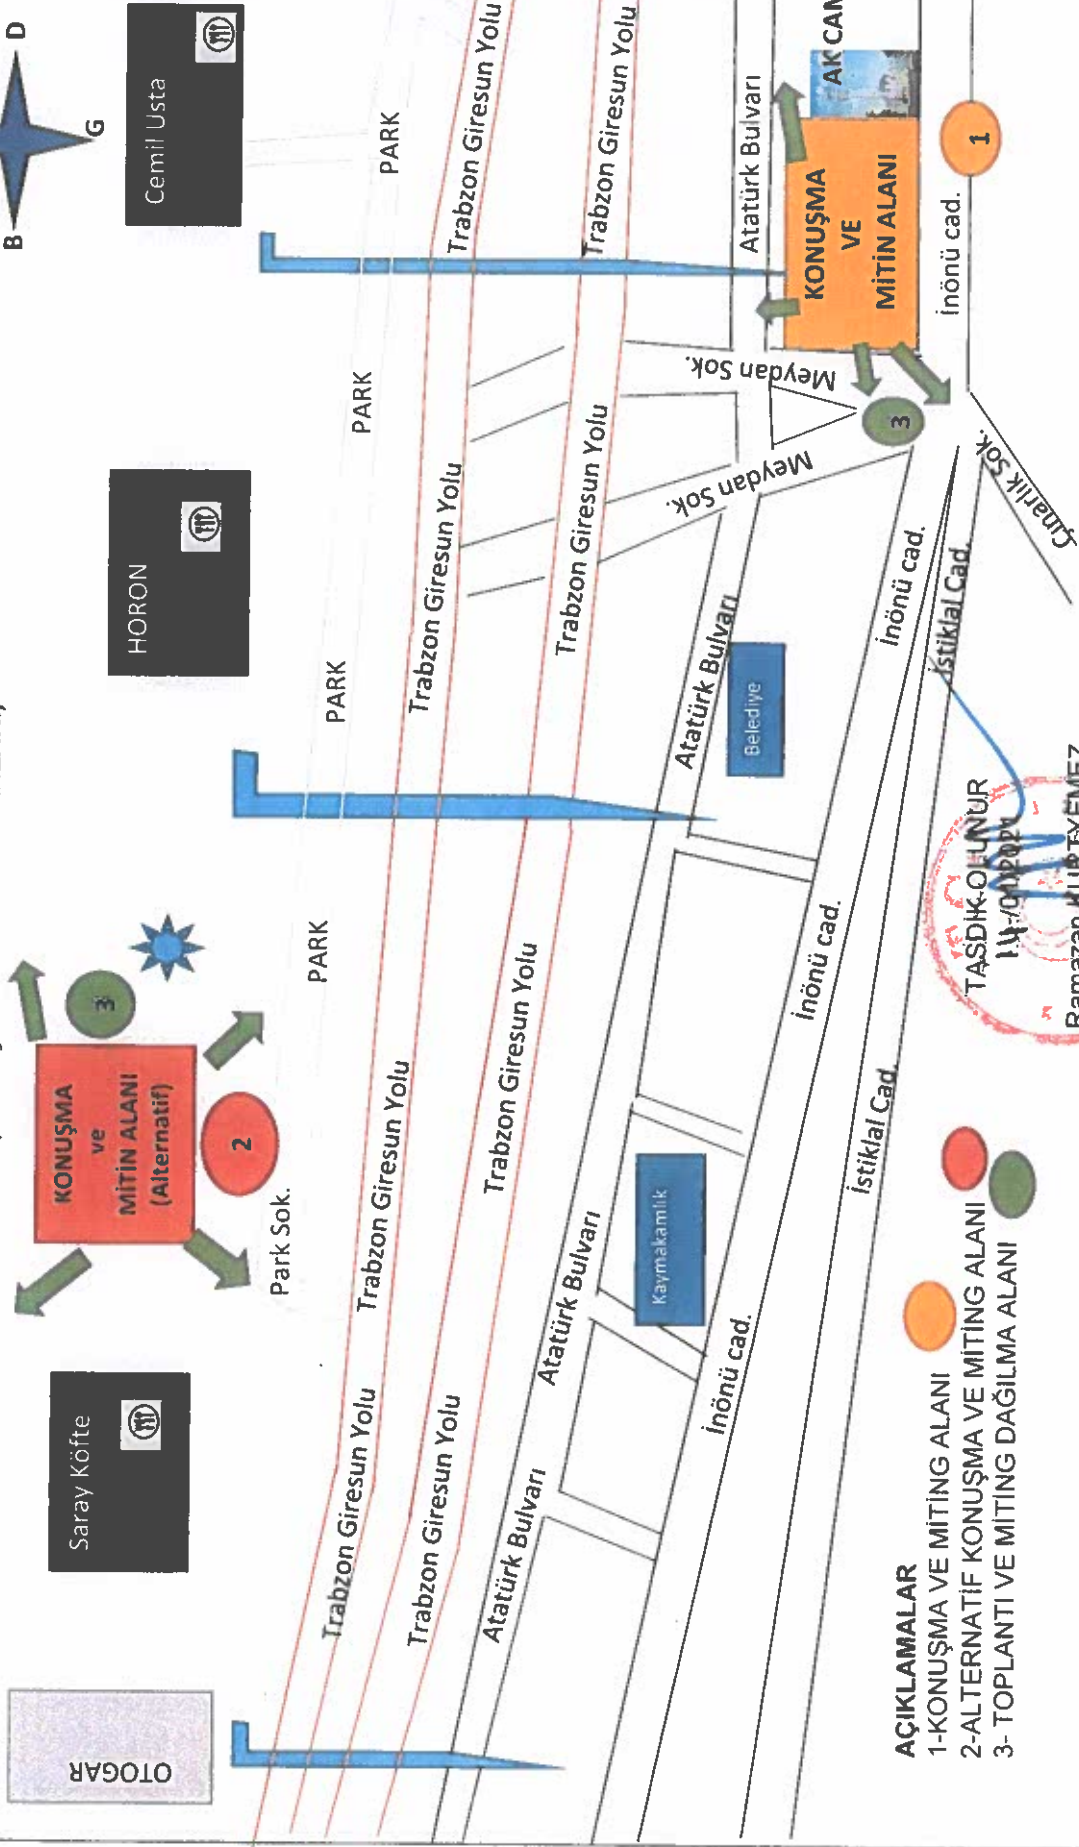 B
D
G
Cemil Usta
HORON
Saray Köfte
OTOGAR
KONUŞMA
ve
MİTİN ALANI
(Alternatif)
3
2
Park Sok.
PARK
PARK
PARK
PARK
Trabzon Giresun Yolu
Trabzon Giresun Yolu
Trabzon Giresun Yolu
Trabzon Giresun Yolu
Trabzon Giresun Yolu
Trabzon Giresun Yolu
Trabzon Giresun Yolu
Trabzon Giresun Yolu
Atatürk Bulvarı
Atatürk Bulvarı
Atatürk Bulvarı
Atatürk Bulvarı
Meydan Sok.
Meydan Sok.
Kaymakamlık
Belediye
KONUŞMA
VE
MİTİN ALANI
AK CAM
1
3
İnönü cad.
İnönü cad.
İnönü cad.
İnönü cad.
İstiklal Cad.
İstiklal Cad.
Çınarlık Sok.
AÇIKLAMALAR
1-KONUŞMA VE MİTİNG ALANI
2-ALTERNATİF KONUŞMA VE MİTİNG ALANI
3- TOPLANTI VE MİTİNG DAĞILMA ALANI
TASDİK OLUNUR
Ramazan KURTYEMEZ